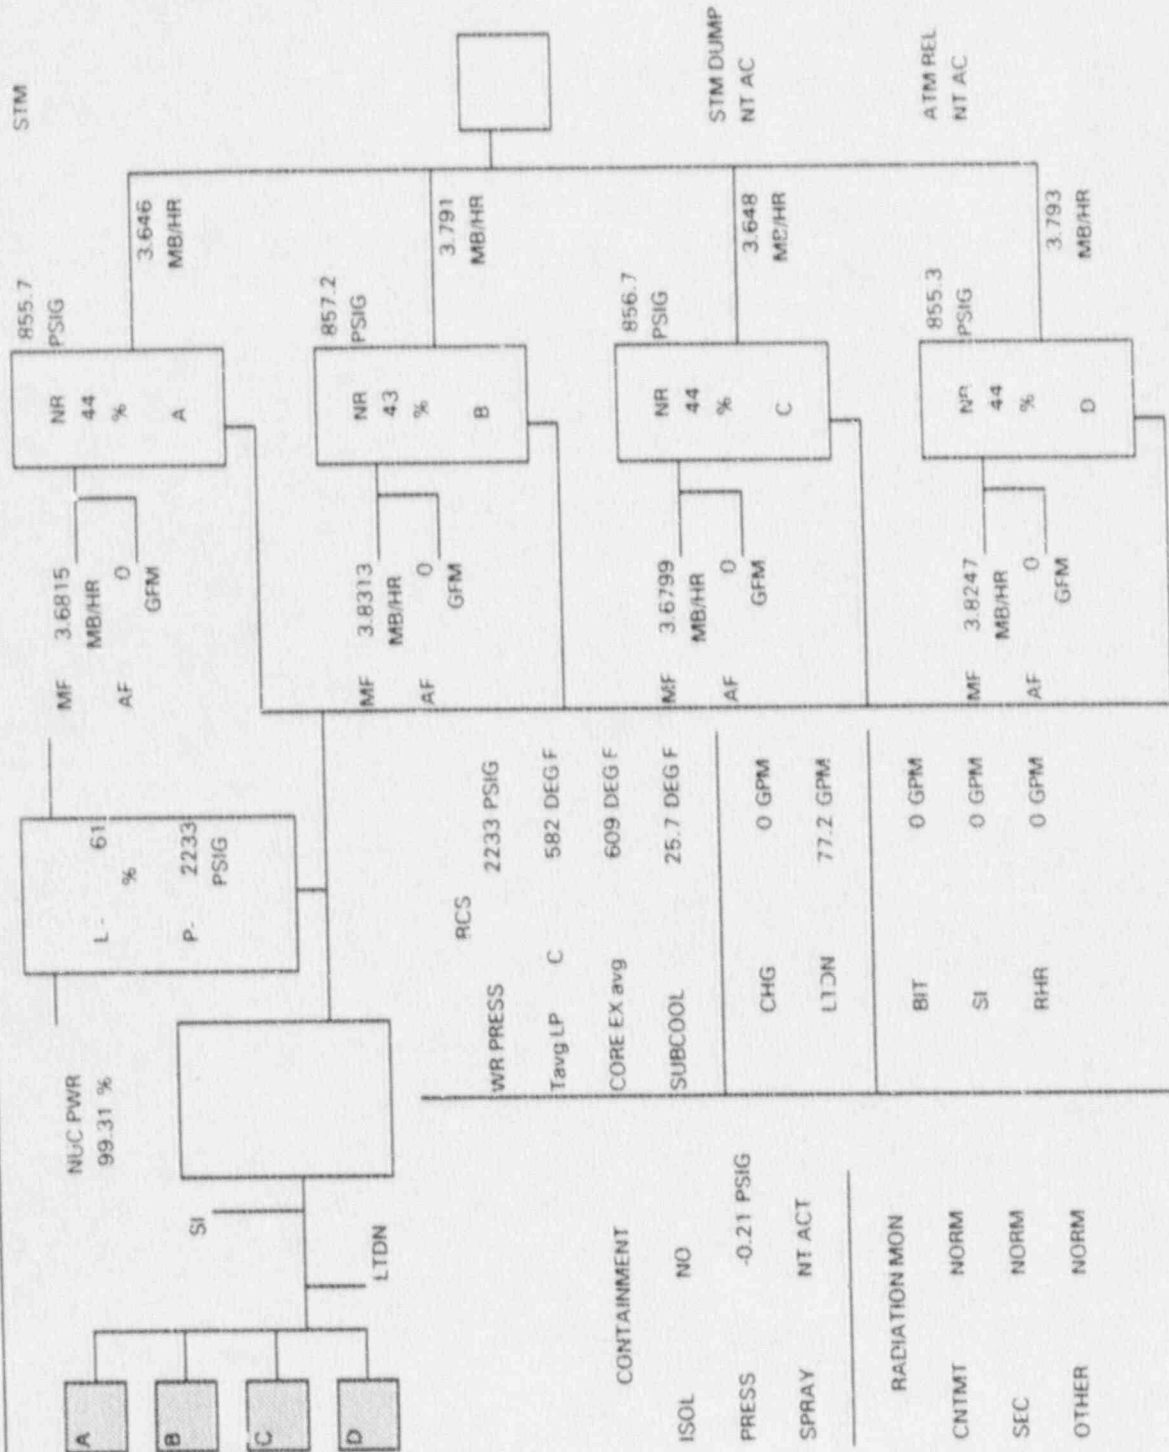 A
B
C
D
SI
LTDN
NUC PWR
99.31 %
L - 61
%
P- 2233
PSIG
MF 3.6815
MB/HR
AF 0
GFM
855.7
PSIG
NR
44
%
A
3.646
MB/HR
STM
MF 3.8313
MB/HR
AF 0
GFM
857.2
PSIG
NR
43
%
B
3.791
MB/HR
MF 3.6799
MB/HR
AF 0
GFM
856.7
PSIG
NR
44
%
C
3.648
MB/HR
STM DUMP
NT AC
MF 3.8247
MB/HR
AF 0
GFM
855.3
PSIG
NR
44
%
D
3.793
MB/HR
ATM REL
NT AC
RCS
WR PRESS 2233 PSIG
Tavg LP C 582 DEG F
CORE EX avg 609 DEG F
SUBCOOL 25.7 DEG F
CHG 0 GPM
LTDN 77.2 GPM
BIT 0 GPM
SI 0 GPM
RHR 0 GPM
CONTAINMENT
ISOL NO
PRESS -0.21 PSIG
SPRAY NT ACT
RADIATION MON
CNTMT NORM
SEC NORM
OTHER NORM